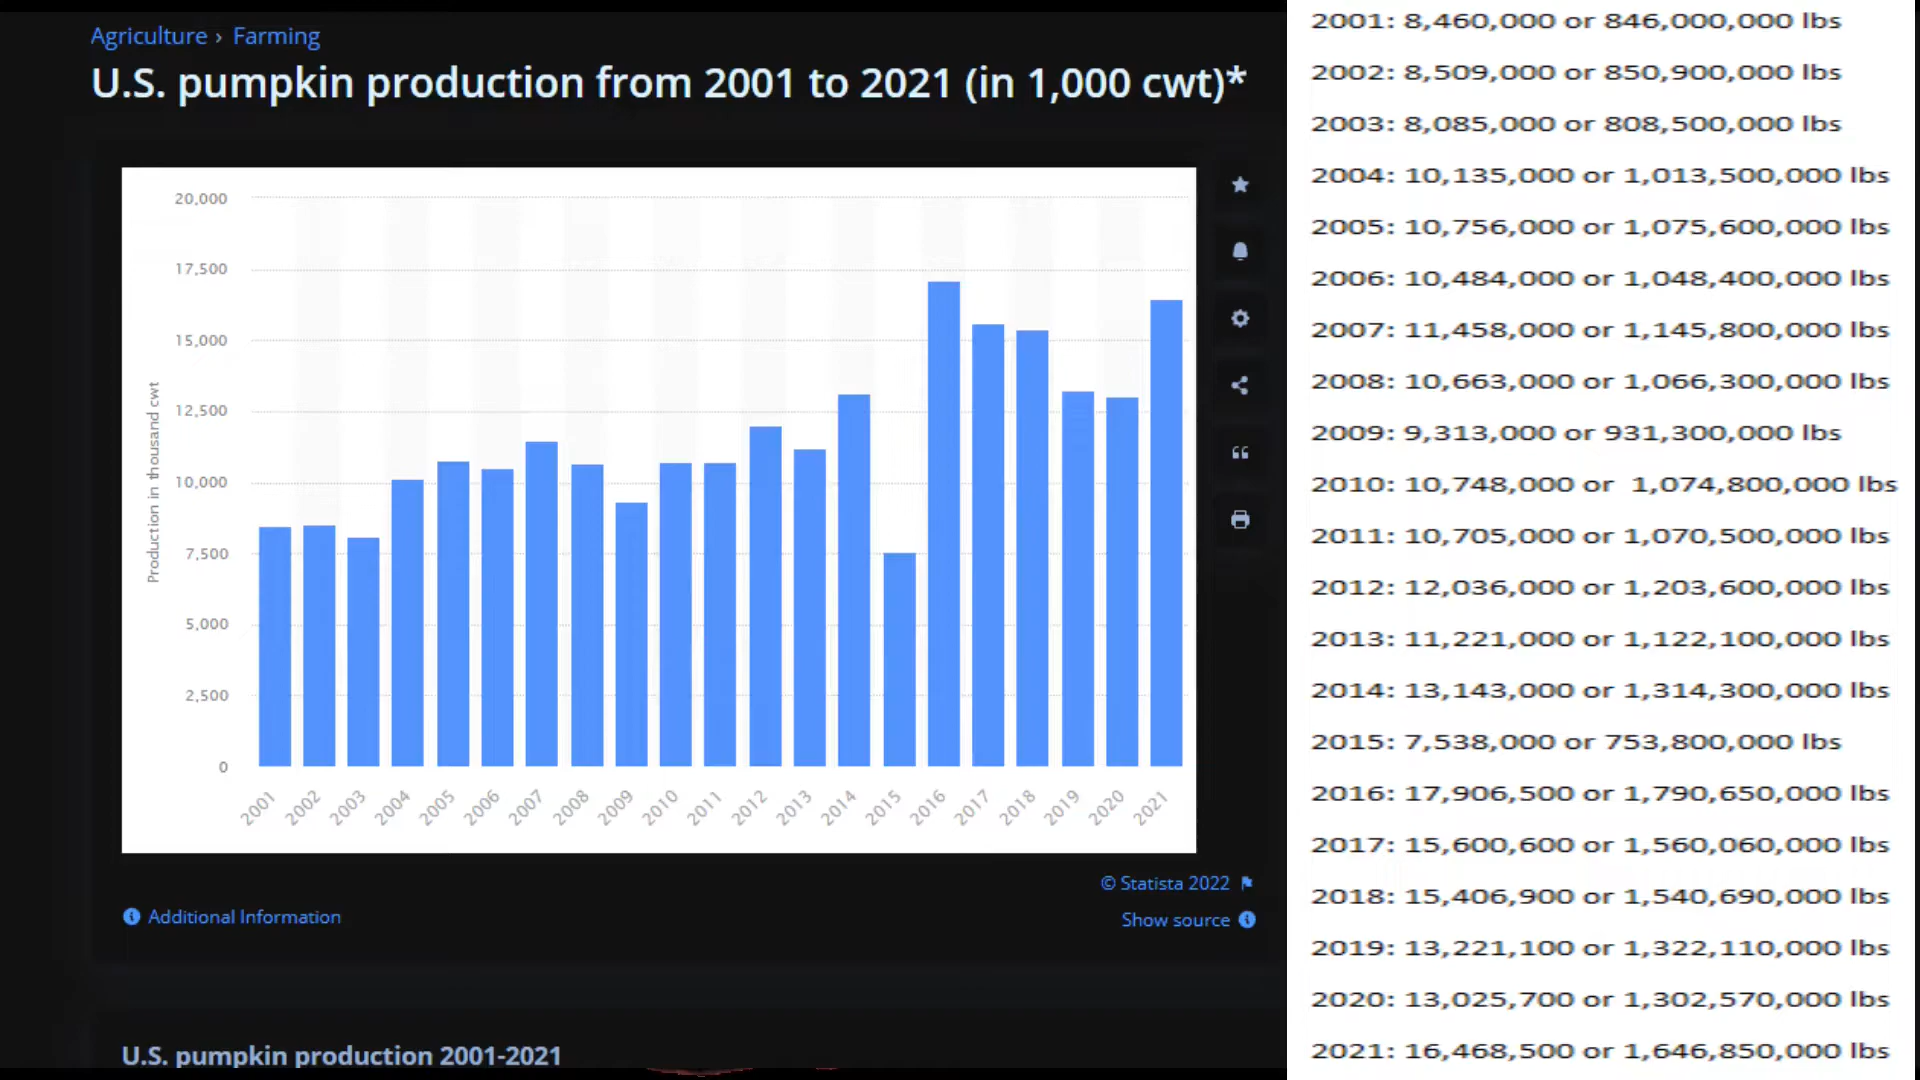 Agriculture › Farming
U.S. pumpkin production from 2001 to 2021 (in 1,000 cwt)*
20,000
17,500
15,000
12,500
10,000
7,500
5,000
2,500
0
Production in thousand cwt
2001
2002
2003
2004
2005
2006
2007
2008
2009
2010
2011
2012
2013
2014
2015
2016
2017
2018
2019
2020
2021
© Statista 2022
Additional Information
Show source
U.S. pumpkin production 2001-2021
2001: 8,460,000 or 846,000,000 lbs
2002: 8,509,000 or 850,900,000 lbs
2003: 8,085,000 or 808,500,000 lbs
2004: 10,135,000 or 1,013,500,000 lbs
2005: 10,756,000 or 1,075,600,000 lbs
2006: 10,484,000 or 1,048,400,000 lbs
2007: 11,458,000 or 1,145,800,000 lbs
2008: 10,663,000 or 1,066,300,000 lbs
2009: 9,313,000 or 931,300,000 lbs
2010: 10,748,000 or 1,074,800,000 lbs
2011: 10,705,000 or 1,070,500,000 lbs
2012: 12,036,000 or 1,203,600,000 lbs
2013: 11,221,000 or 1,122,100,000 lbs
2014: 13,143,000 or 1,314,300,000 lbs
2015: 7,538,000 or 753,800,000 lbs
2016: 17,906,500 or 1,790,650,000 lbs
2017: 15,600,600 or 1,560,060,000 lbs
2018: 15,406,900 or 1,540,690,000 lbs
2019: 13,221,100 or 1,322,110,000 lbs
2020: 13,025,700 or 1,302,570,000 lbs
2021: 16,468,500 or 1,646,850,000 lbs